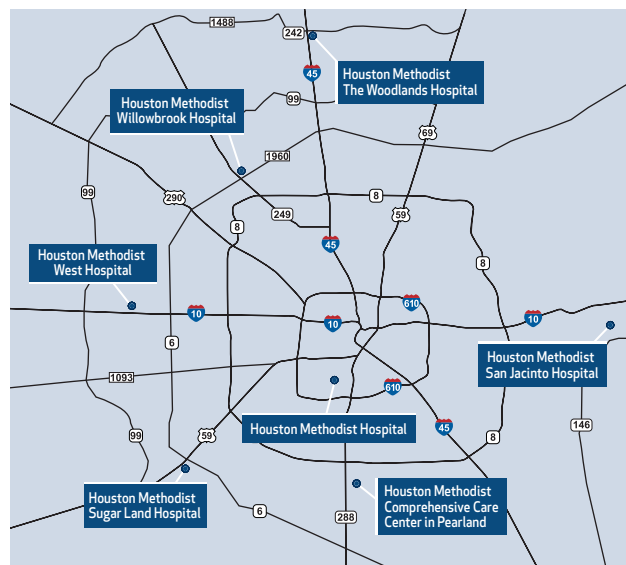 1488
242
45
Houston Methodist
The Woodlands Hospital
99
Houston Methodist
Willowbrook Hospital
69
1960
99
290
8
59
249
8
45
8
Houston Methodist
West Hospital
610
10
10
10
6
Houston Methodist
San Jacinto Hospital
1093
610
146
Houston Methodist Hospital
45
99
59
8
Houston Methodist
Sugar Land Hospital
Houston Methodist
Comprehensive Care
Center in Pearland
6
288